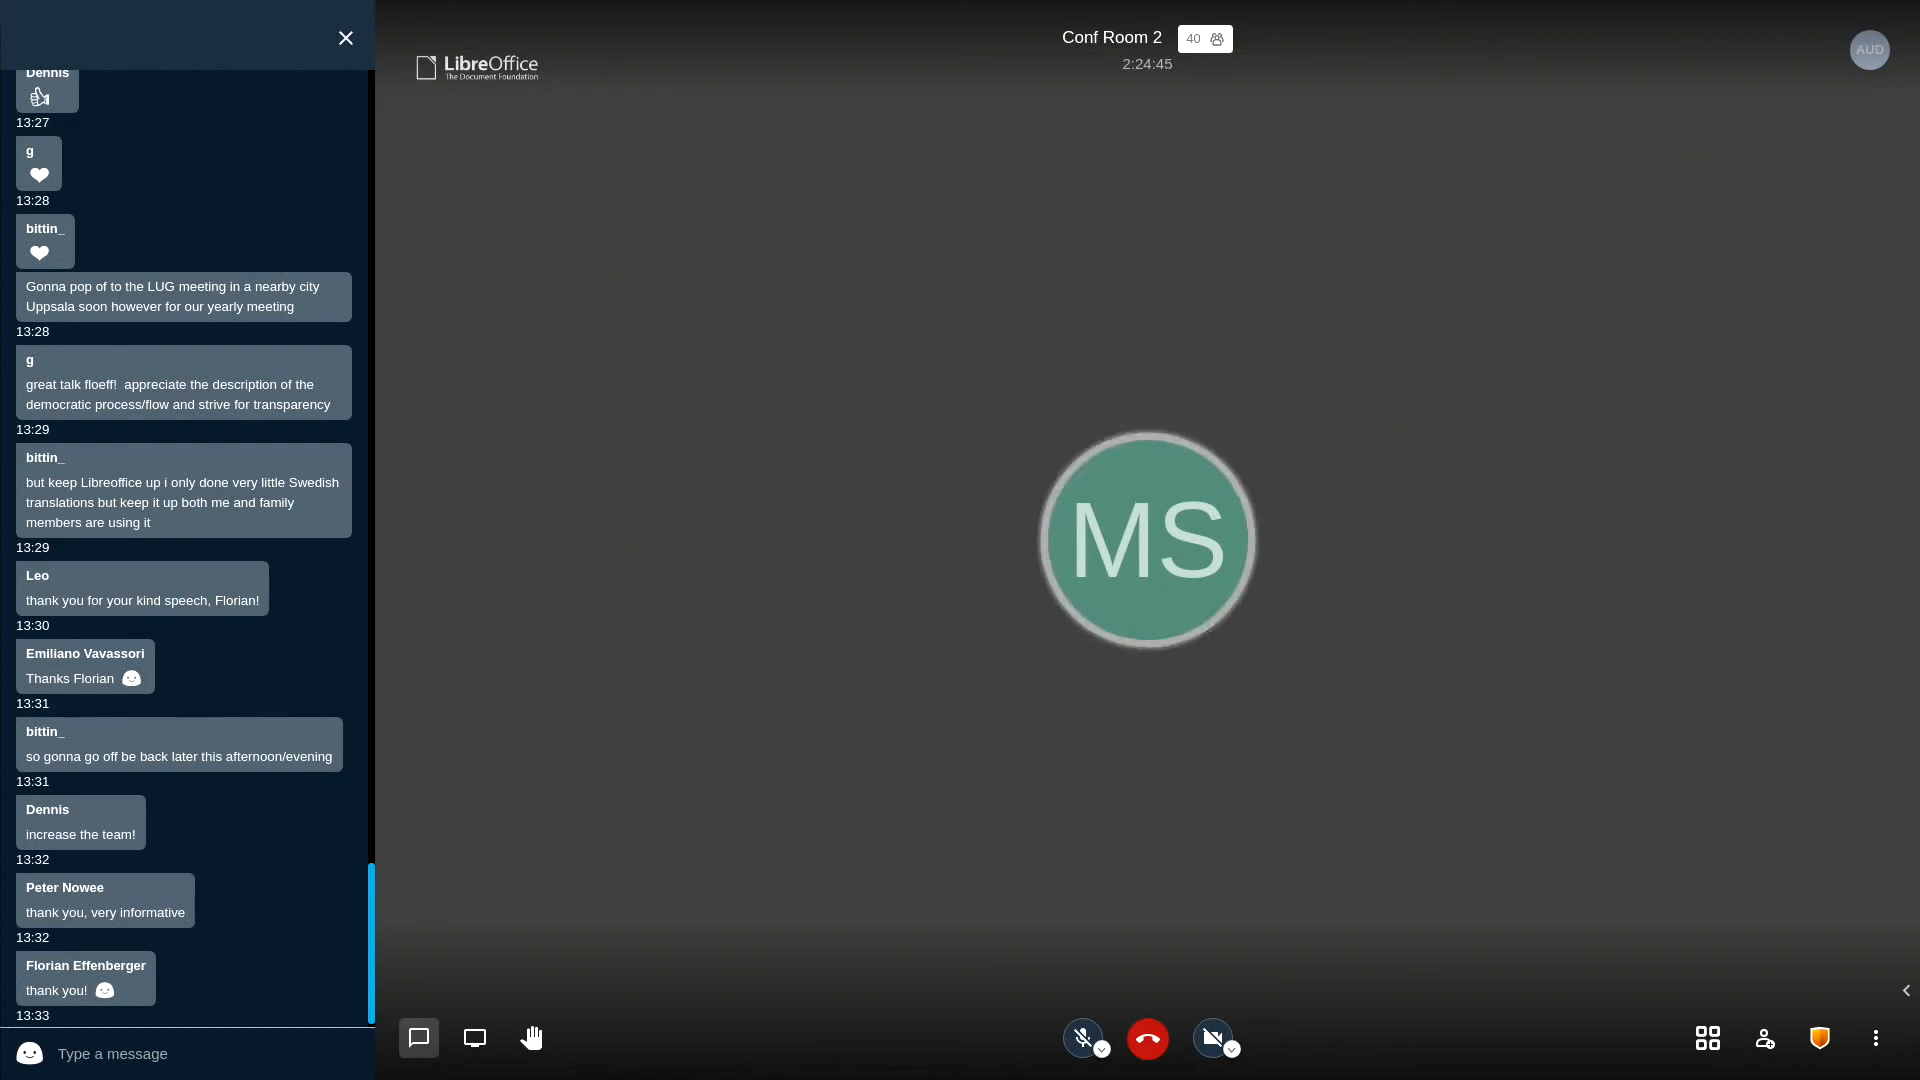 Dennis
13:27
g
13:28
bittin_
Gonna pop of to the LUG meeting in a nearby city
Uppsala soon however for our yearly meeting
13:28
g
great talk floeff!  appreciate the description of the
democratic process/flow and strive for transparency
13:29
bittin_
but keep Libreoffice up i only done very little Swedish
translations but keep it up both me and family
members are using it
13:29
Leo
thank you for your kind speech, Florian!
13:30
Emiliano Vavassori
Thanks Florian
13:31
bittin_
so gonna go off be back later this afternoon/evening
13:31
Dennis
increase the team!
13:32
Peter Nowee
thank you, very informative
13:32
Florian Effenberger
thank you!
13:33
Type a message
LibreOffice
The Document Foundation
Conf Room 2
40
2:24:45
AUD
MS